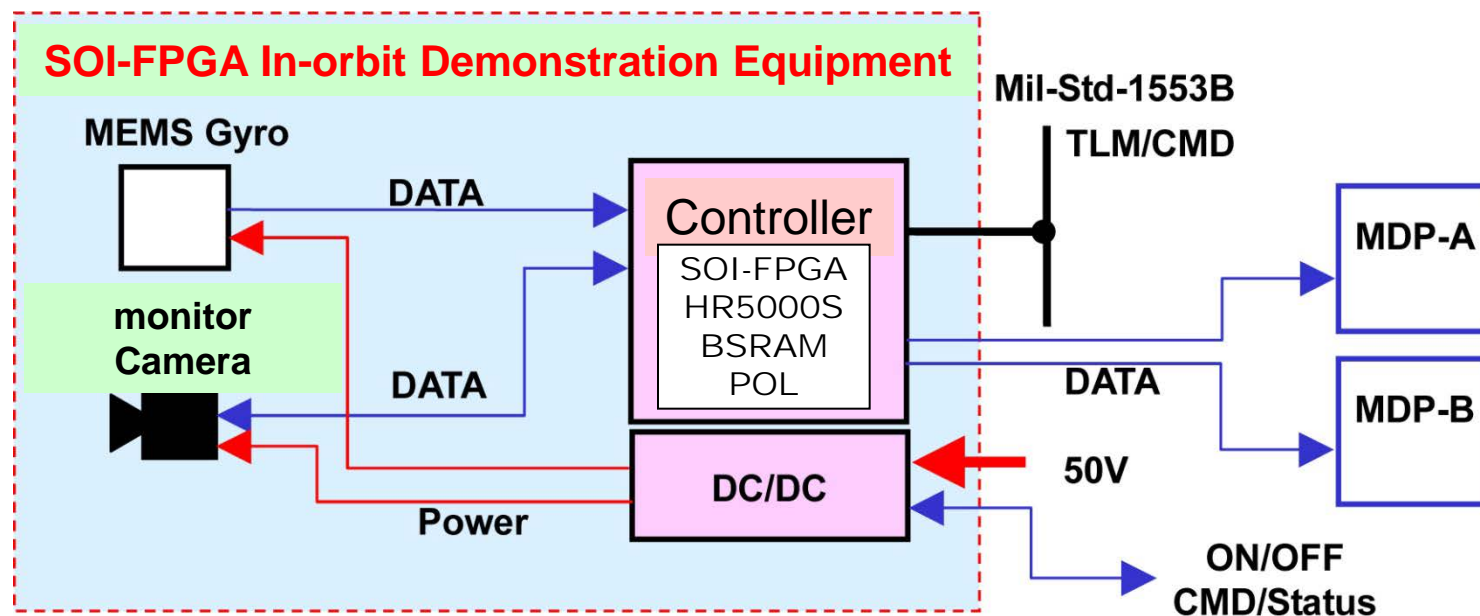 SOI-FPGA In-orbit Demonstration Equipment
Mil-Std-1553B
TLM/CMD
MEMS Gyro
DATA
Controller
SOI-FPGA
HR5000S
BSRAM
POL
MDP-A
monitor
Camera
DATA
DATA
MDP-B
DC/DC
50V
Power
ON/OFF
CMD/Status